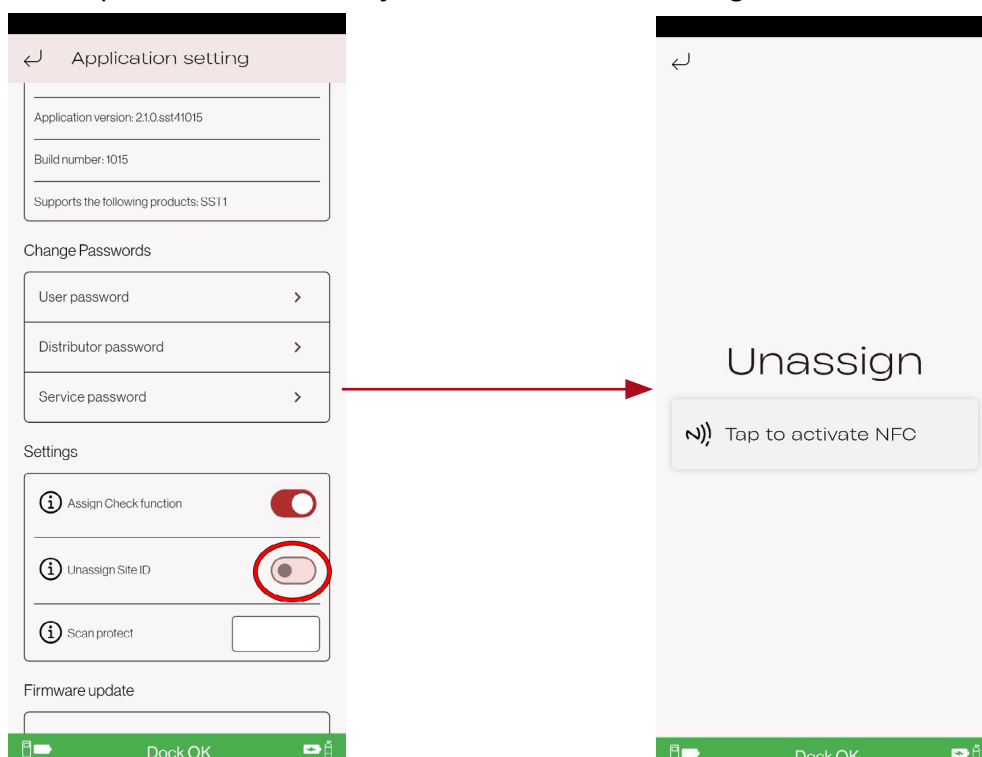 Application setting
Application version: 2.1.0.sst41015
Build number: 1015
Supports the following products: SST1
Change Passwords
User password
Distributor password
Service password
Settings
Assign Check function
Unassign Site ID
Scan protect
Firmware update
Dock OK
Unassign
Tap to activate NFC
Dock OK